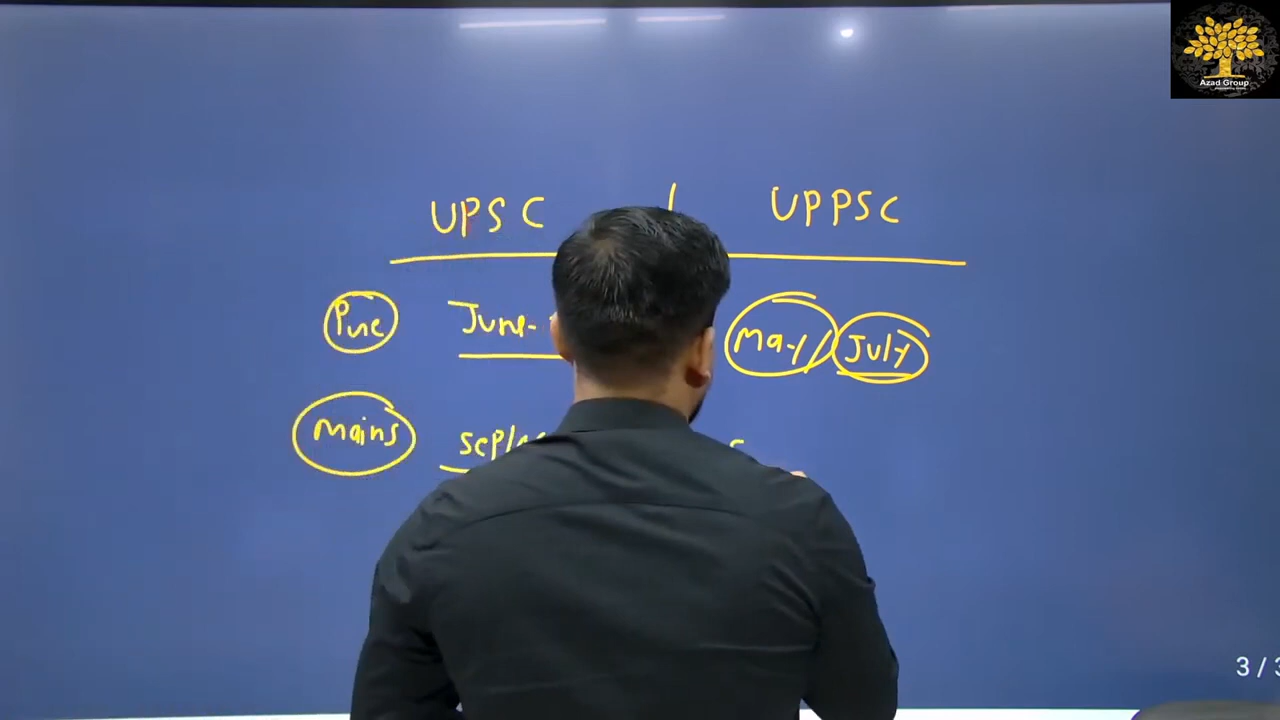 Azad Group
UPSC / UPPSC
Pre June- May/ July
Mains
3/3